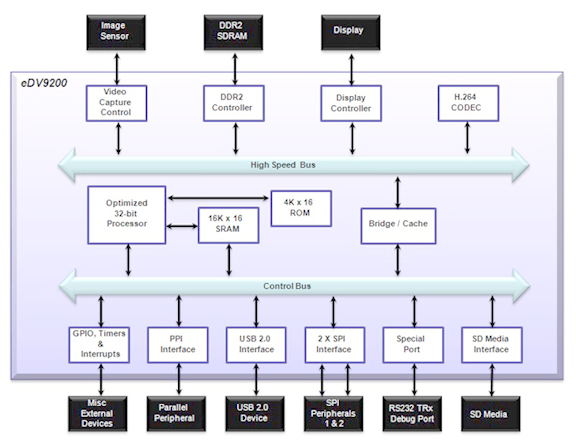 Image
Sensor
DDR2
SDRAM
Display
eDV9200
Video
Capture
Control
DDR2
Controller
Display
Controller
H.264
CODEC
High Speed Bus
Optimized
32-bit
Processor
16K x 16
SRAM
4K x 16
ROM
Bridge / Cache
Control Bus
GPIO, Timers
&
Interrupts
PPI
Interface
USB 2.0
Interface
2 X SPI
Interface
Special
Port
SD Media
Interface
Misc
External
Devices
Parallel
Peripheral
USB 2.0
Device
SPI
Peripherals
1 & 2
RS232 TRx
Debug Port
SD Media